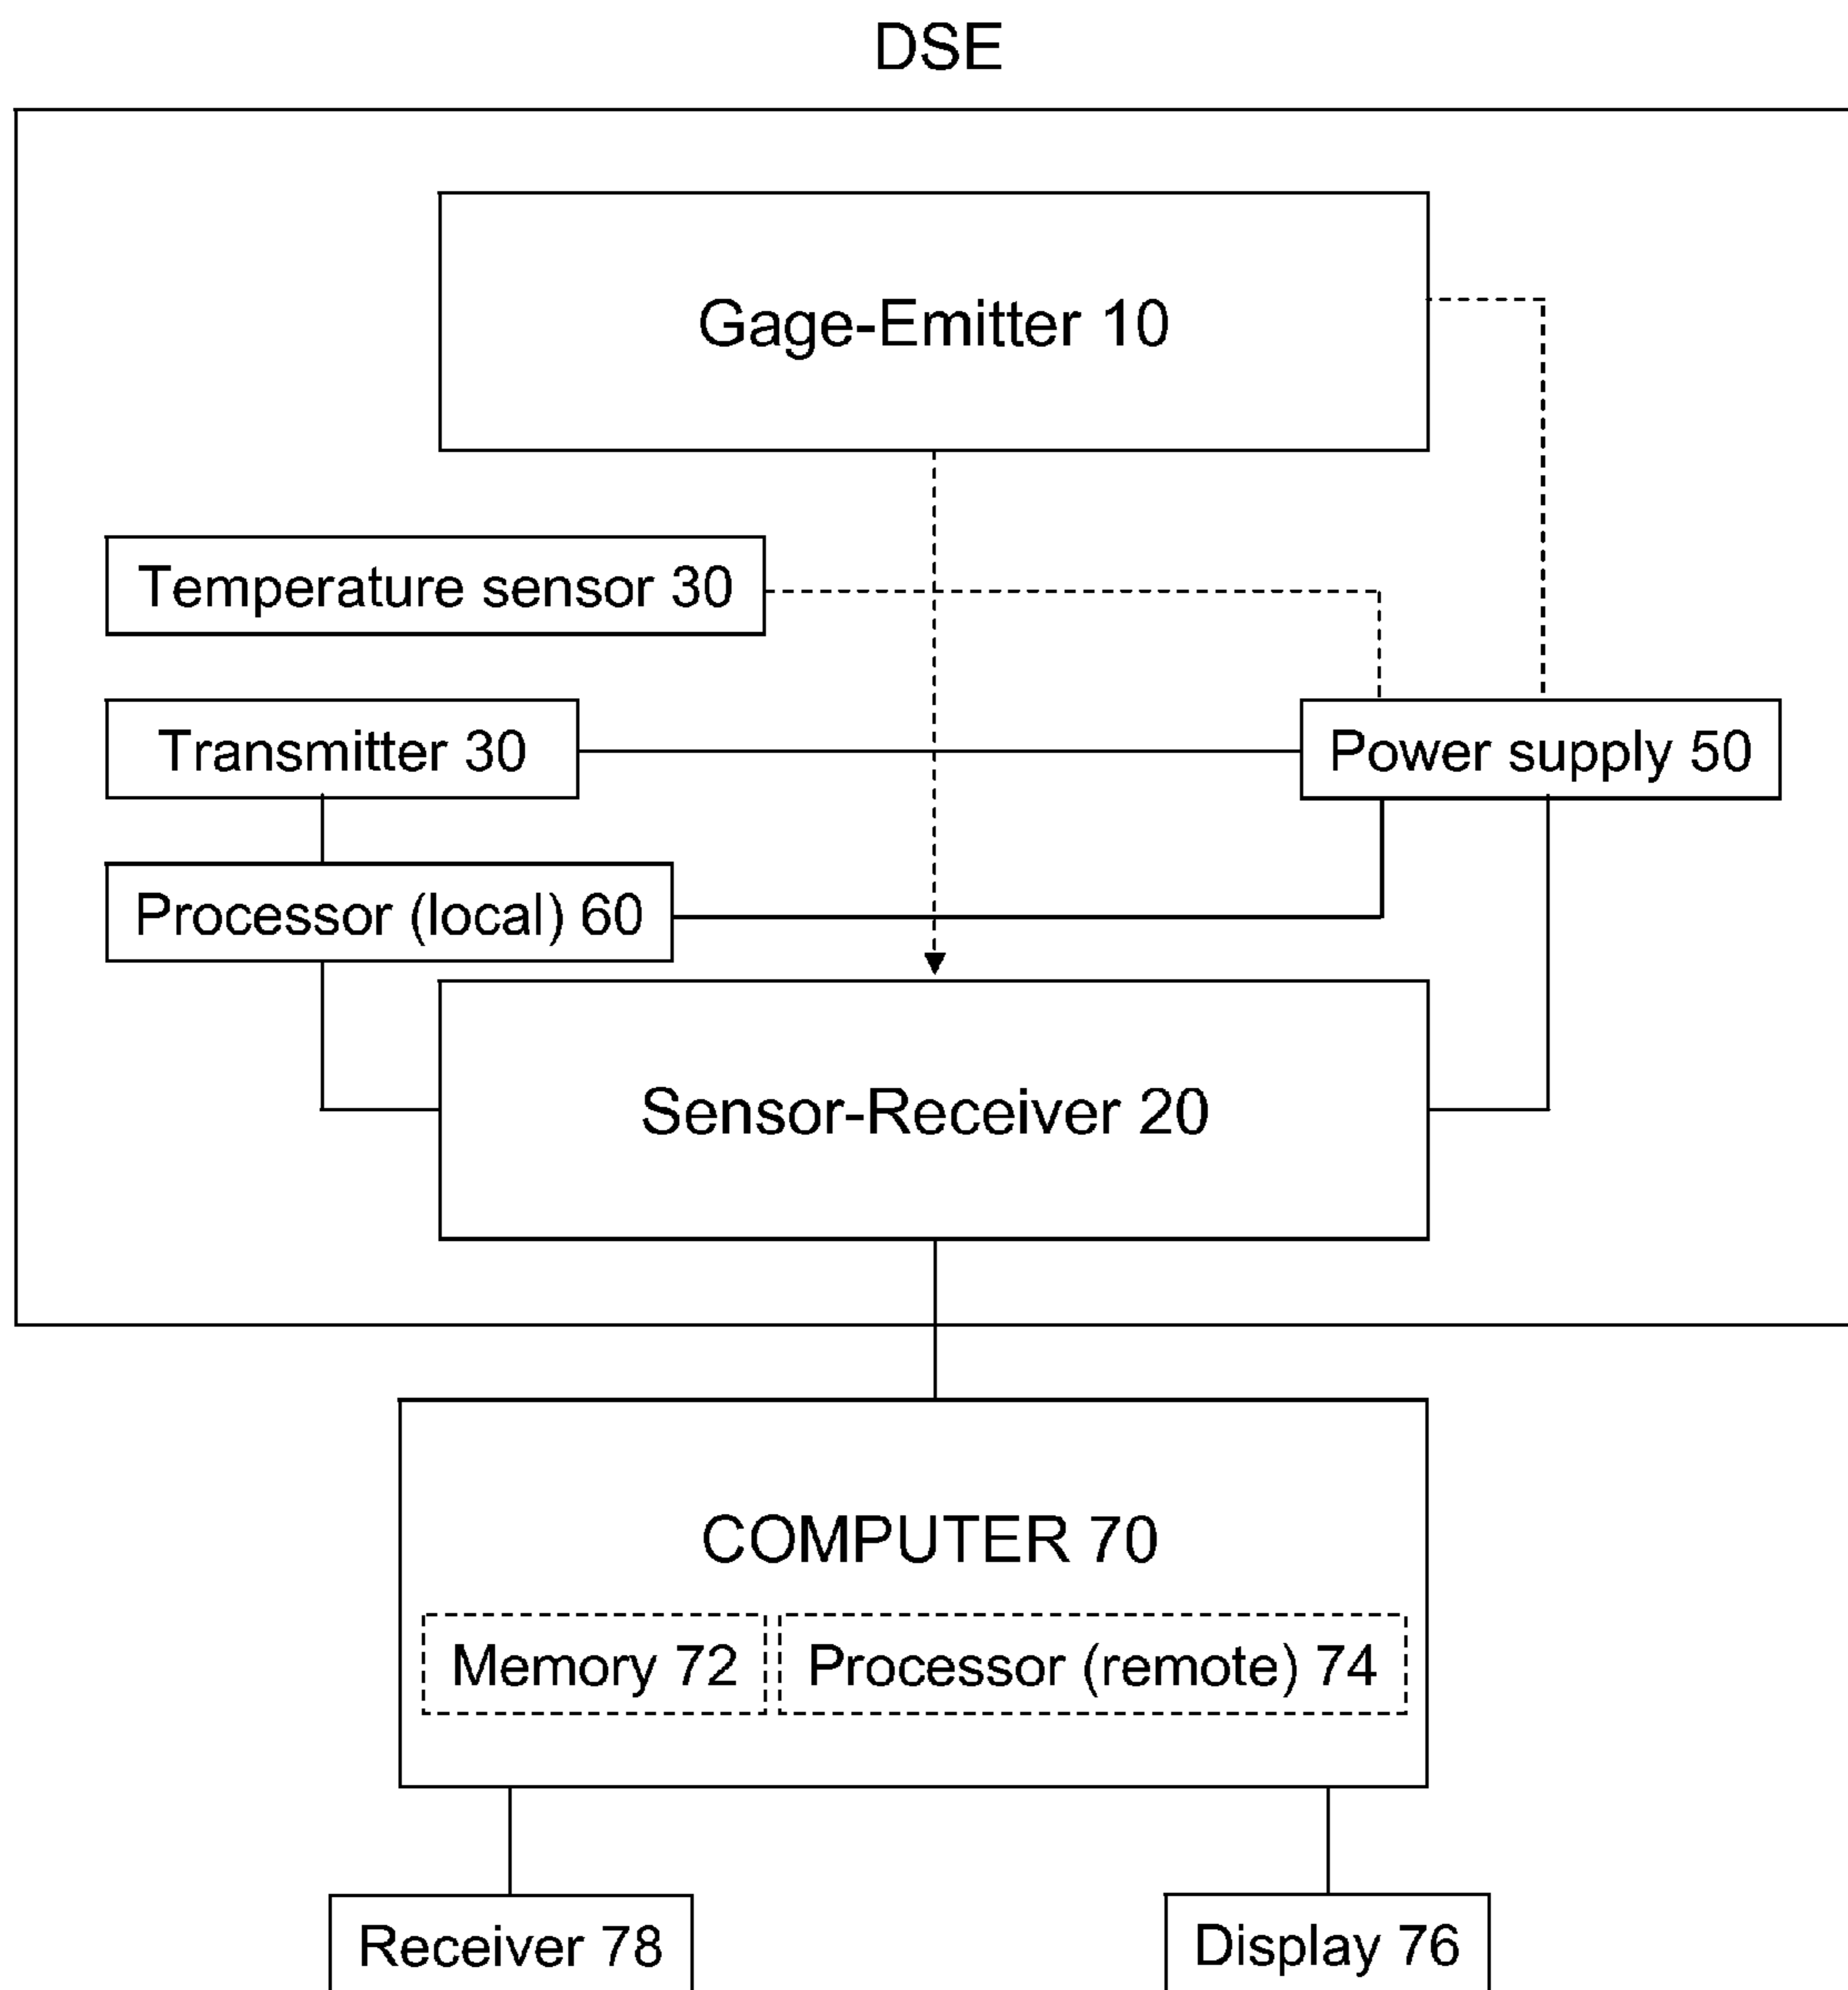 DSE
Gage-Emitter 10
Temperature sensor 30
Transmitter 30
Power supply 50
Processor (local) 60
Sensor-Receiver 20
COMPUTER 70
Memory 72
Processor (remote) 74
Receiver 78
Display 76